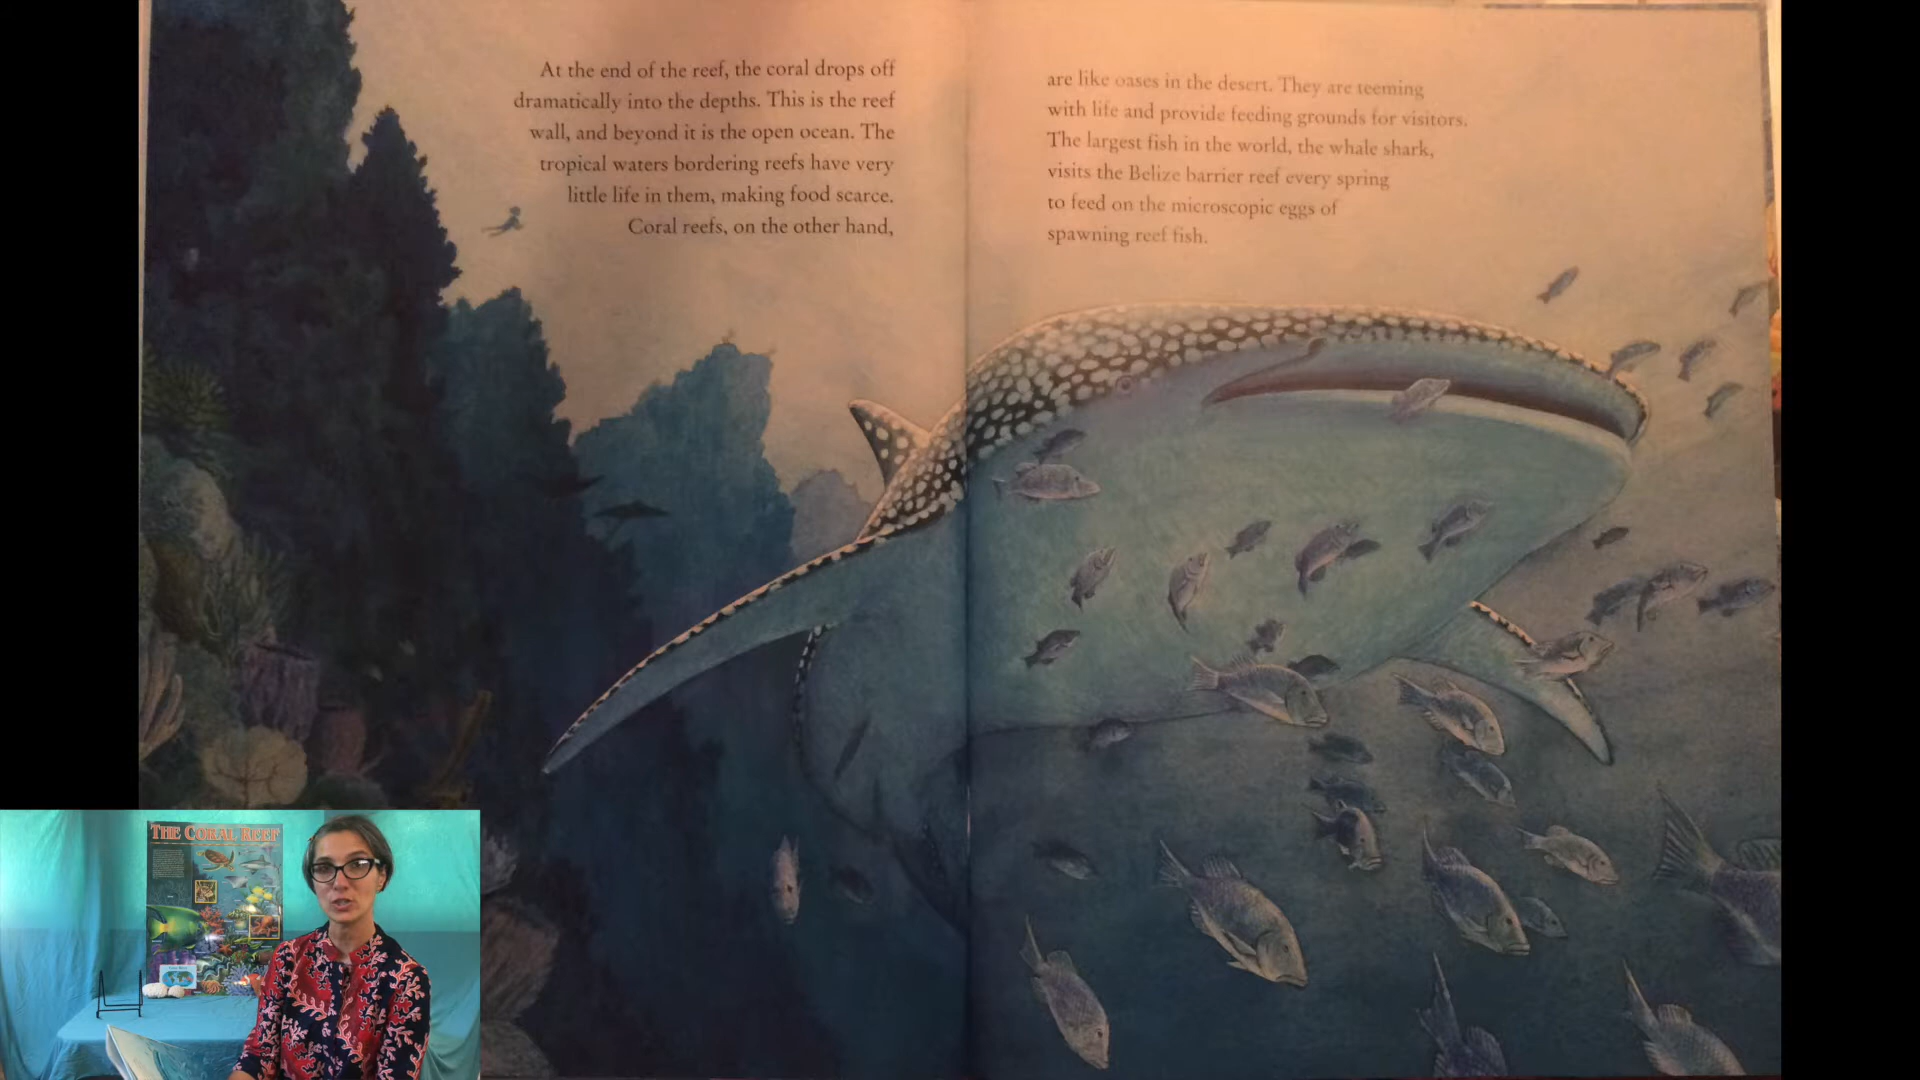 At the end of the reef, the coral drops off
dramatically into the depths. This is the reef
wall, and beyond it is the open ocean. The
tropical waters bordering reefs have very
little life in them, making food scarce.
Coral reefs, on the other hand,
are like oases in the desert. They are teeming
with life and provide feeding grounds for visitors.
The largest fish in the world, the whale shark,
visits the Belize barrier reef every spring
to feed on the microscopic eggs of
spawning reef fish.
THE CORAL REEF